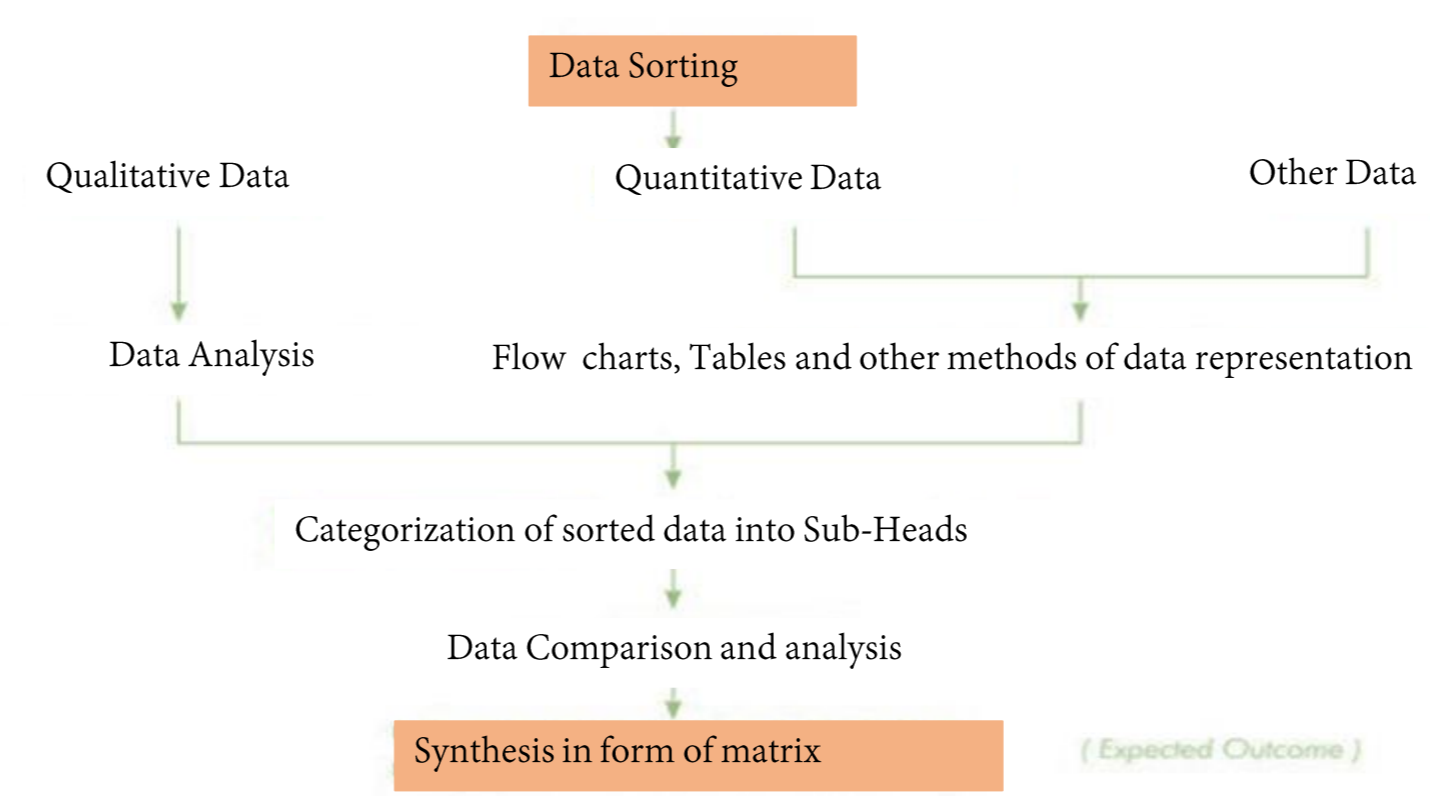 Data Sorting
Qualitative Data
Quantitative Data
Other Data
Data Analysis
Flow charts, Tables and other methods of data representation
Categorization of sorted data into Sub-Heads
Data Comparison and analysis
Synthesis in form of matrix
( Expected Outcome )